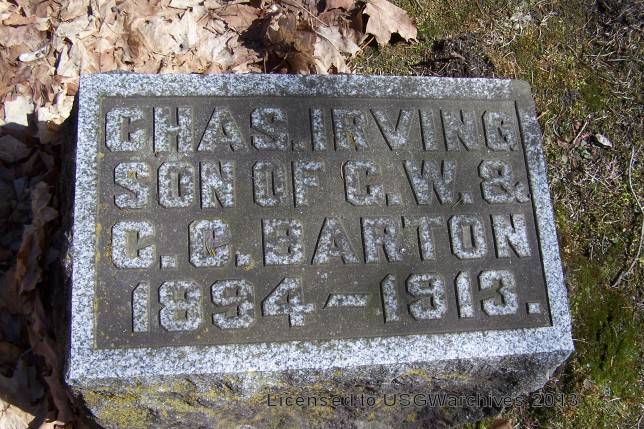 CHAS. IRVING
SON OF C. W. &
C. C. BARTON
1894 – 1913.
Licensed to USGWarchives 2013